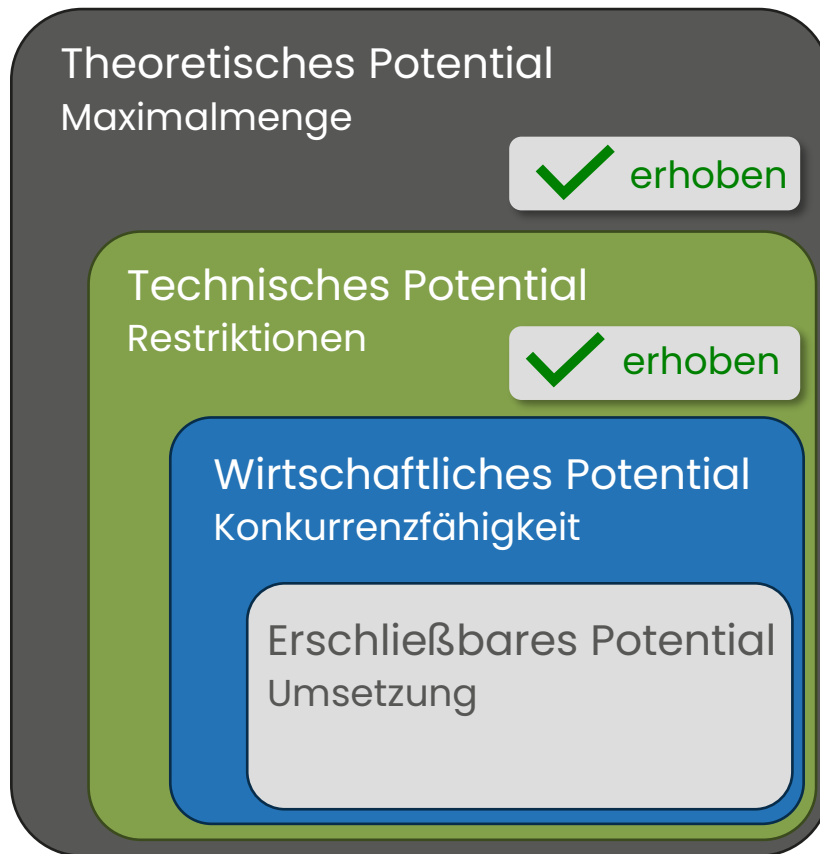 Theoretisches Potential
Maximalmenge
erhoben
Technisches Potential
Restriktionen
erhoben
Wirtschaftliches Potential
Konkurrenzfähigkeit
Erschließbares Potential
Umsetzung